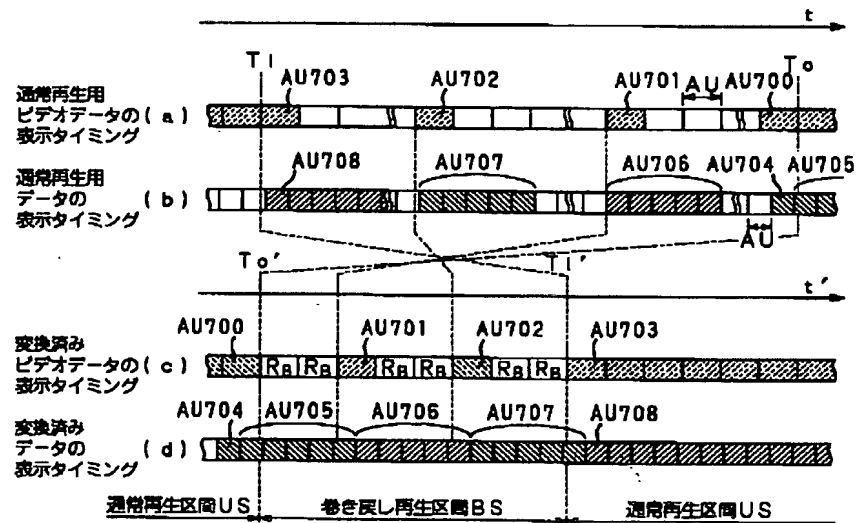 t
T1 To
AU703 AU702 AU701 AU AU700
通常再生用
ビデオデータの (a)
表示タイミング
AU708 AU707 AU706 AU704 AU705
通常再生用
データの (b)
表示タイミング
AU
To' T1'
t'
AU700 AU701 AU702 AU703
変換済み
ビデオデータの (c)
表示タイミング
RB RB RB RB RB RB
AU704 AU705 AU706 AU707 AU708
変換済み
データの (d)
表示タイミング
通常再生区間US 巻き戻し再生区間BS 通常再生区間US